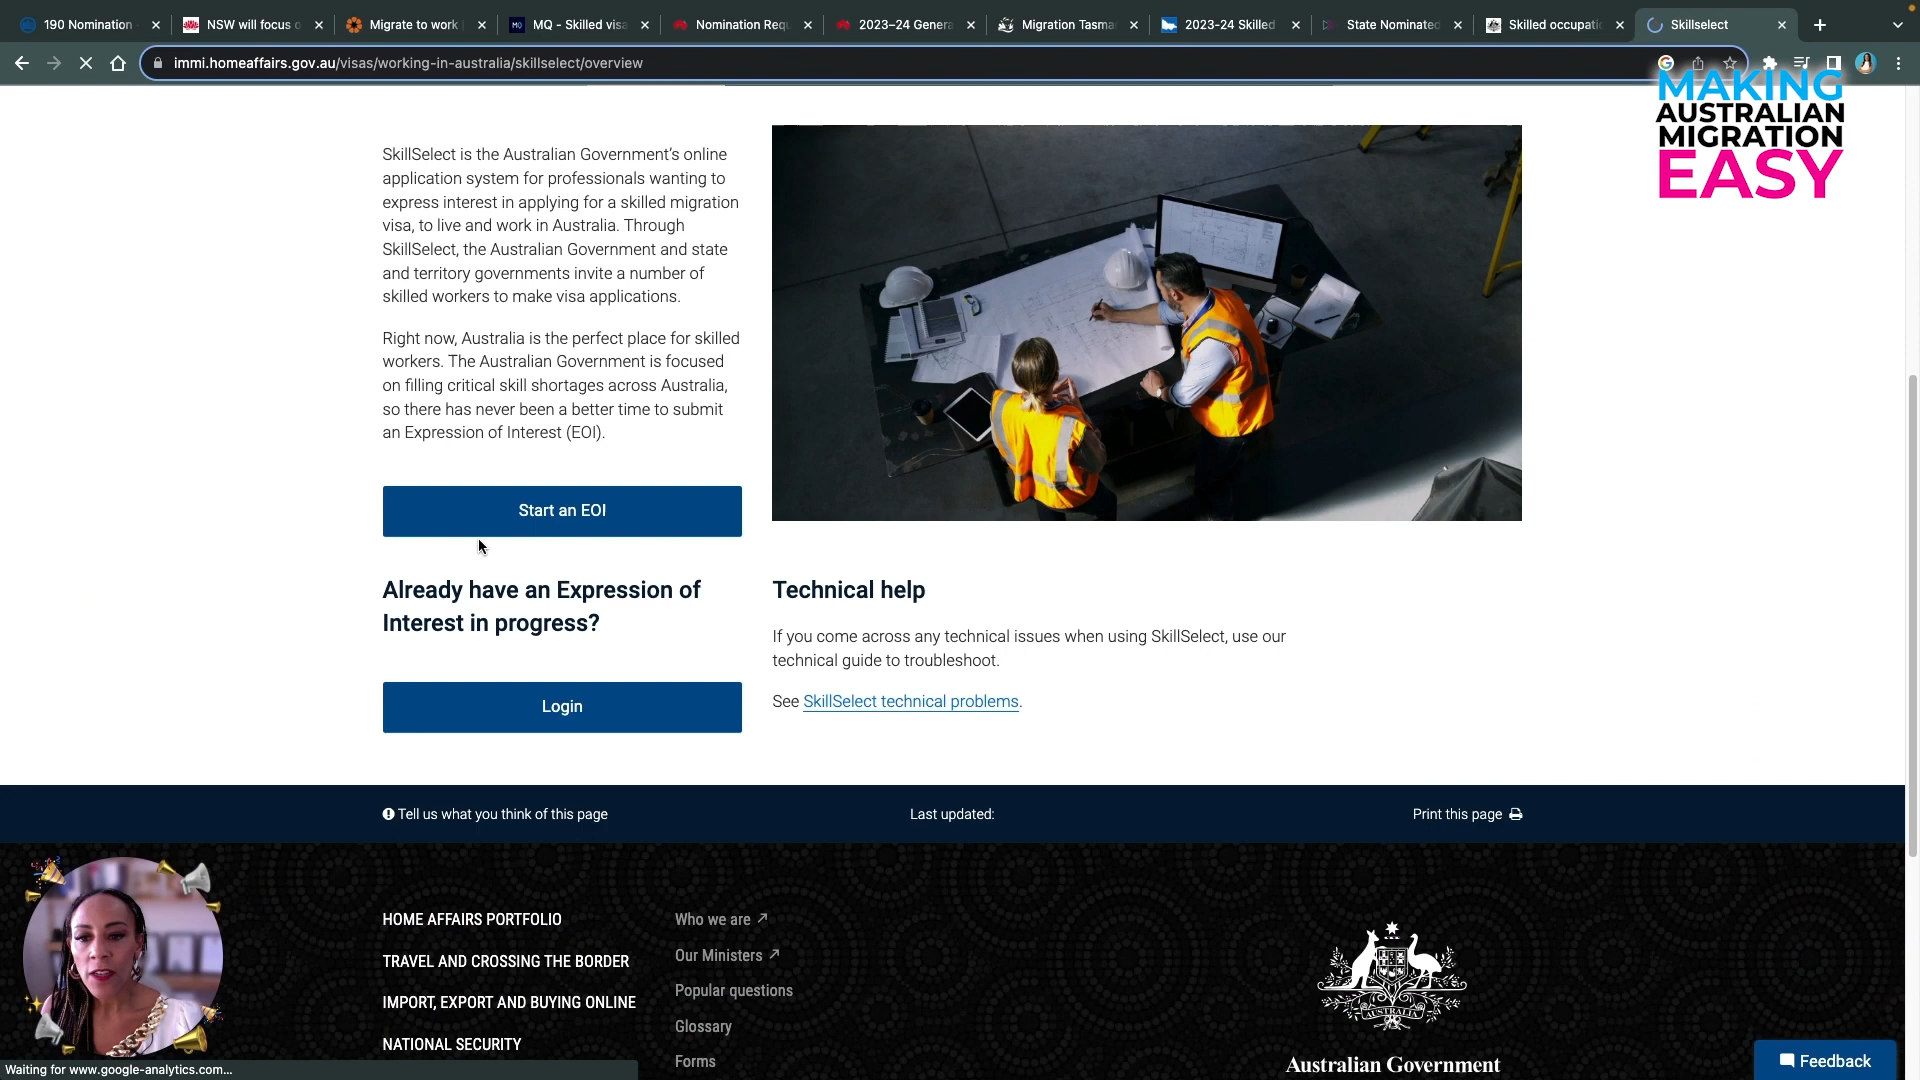 190 Nomination
NSW will focus o
Migrate to work
MQ - Skilled visa
Nomination Requ
2023–24 Genera
Migration Tasma
2023-24 Skilled
State Nominated
Skilled occupatio
Skillselect
immi.homeaffairs.gov.au/visas/working-in-australia/skillselect/overview
MAKING
AUSTRALIAN
MIGRATION
EASY
SkillSelect is the Australian Government's online
application system for professionals wanting to
express interest in applying for a skilled migration
visa, to live and work in Australia. Through
SkillSelect, the Australian Government and state
and territory governments invite a number of
skilled workers to make visa applications.
Right now, Australia is the perfect place for skilled
workers. The Australian Government is focused
on filling critical skill shortages across Australia,
so there has never been a better time to submit
an Expression of Interest (EOI).
Start an EOI
Already have an Expression of
Interest in progress?
Login
Technical help
If you come across any technical issues when using SkillSelect, use our
technical guide to troubleshoot.
See SkillSelect technical problems.
Tell us what you think of this page
Last updated:
Print this page
HOME AFFAIRS PORTFOLIO
TRAVEL AND CROSSING THE BORDER
IMPORT, EXPORT AND BUYING ONLINE
NATIONAL SECURITY
Who we are
Our Ministers
Popular questions
Glossary
Forms
AUSTRALIA
Australian Government
Feedback
Waiting for www.google-analytics.com...